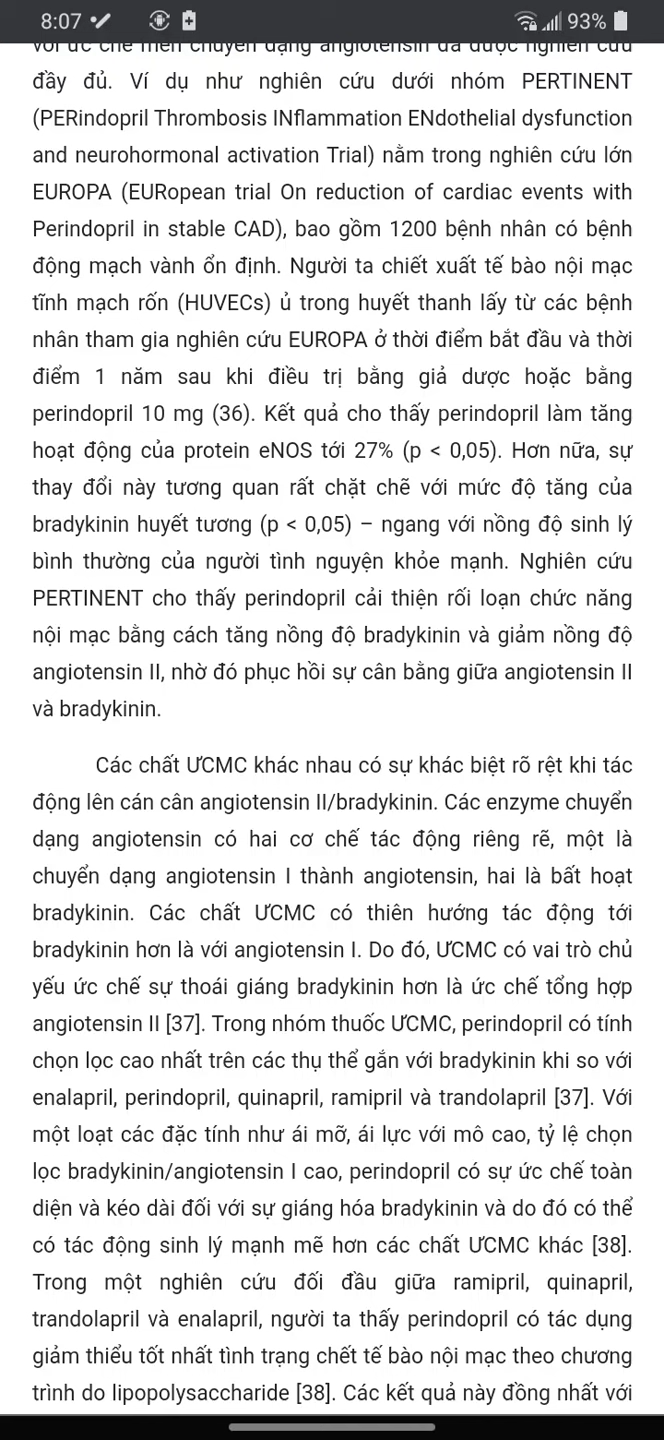 8:07
93%
với ức chế men chuyển dạng angiotensin đã được nghiên cứu
đầy đủ. Ví dụ như nghiên cứu dưới nhóm PERTINENT
(PERindopril Thrombosis INflammation ENdothelial dysfunction
and neurohormonal activation Trial) nằm trong nghiên cứu lớn
EUROPA (EURopean trial On reduction of cardiac events with
Perindopril in stable CAD), bao gồm 1200 bệnh nhân có bệnh
động mạch vành ổn định. Người ta chiết xuất tế bào nội mạc
tĩnh mạch rốn (HUVECs) ủ trong huyết thanh lấy từ các bệnh
nhân tham gia nghiên cứu EUROPA ở thời điểm bắt đầu và thời
điểm 1 năm sau khi điều trị bằng giả dược hoặc bằng
perindopril 10 mg (36). Kết quả cho thấy perindopril làm tăng
hoạt động của protein eNOS tới 27% (p < 0,05). Hơn nữa, sự
thay đổi này tương quan rất chặt chẽ với mức độ tăng của
bradykinin huyết tương (p < 0,05) – ngang với nồng độ sinh lý
bình thường của người tình nguyện khỏe mạnh. Nghiên cứu
PERTINENT cho thấy perindopril cải thiện rối loạn chức năng
nội mạc bằng cách tăng nồng độ bradykinin và giảm nồng độ
angiotensin II, nhờ đó phục hồi sự cân bằng giữa angiotensin II
và bradykinin.
Các chất ƯCMC khác nhau có sự khác biệt rõ rệt khi tác
động lên cán cân angiotensin II/bradykinin. Các enzyme chuyển
dạng angiotensin có hai cơ chế tác động riêng rẽ, một là
chuyển dạng angiotensin I thành angiotensin, hai là bất hoạt
bradykinin. Các chất ƯCMC có thiên hướng tác động tới
bradykinin hơn là với angiotensin I. Do đó, ƯCMC có vai trò chủ
yếu ức chế sự thoái giáng bradykinin hơn là ức chế tổng hợp
angiotensin II [37]. Trong nhóm thuốc ƯCMC, perindopril có tính
chọn lọc cao nhất trên các thụ thể gắn với bradykinin khi so với
enalapril, perindopril, quinapril, ramipril và trandolapril [37]. Với
một loạt các đặc tính như ái mỡ, ái lực với mô cao, tỷ lệ chọn
lọc bradykinin/angiotensin I cao, perindopril có sự ức chế toàn
diện và kéo dài đối với sự giáng hóa bradykinin và do đó có thể
có tác động sinh lý mạnh mẽ hơn các chất ƯCMC khác [38].
Trong một nghiên cứu đối đầu giữa ramipril, quinapril,
trandolapril và enalapril, người ta thấy perindopril có tác dụng
giảm thiểu tốt nhất tình trạng chết tế bào nội mạc theo chương
trình do lipopolysaccharide [38]. Các kết quả này đồng nhất với